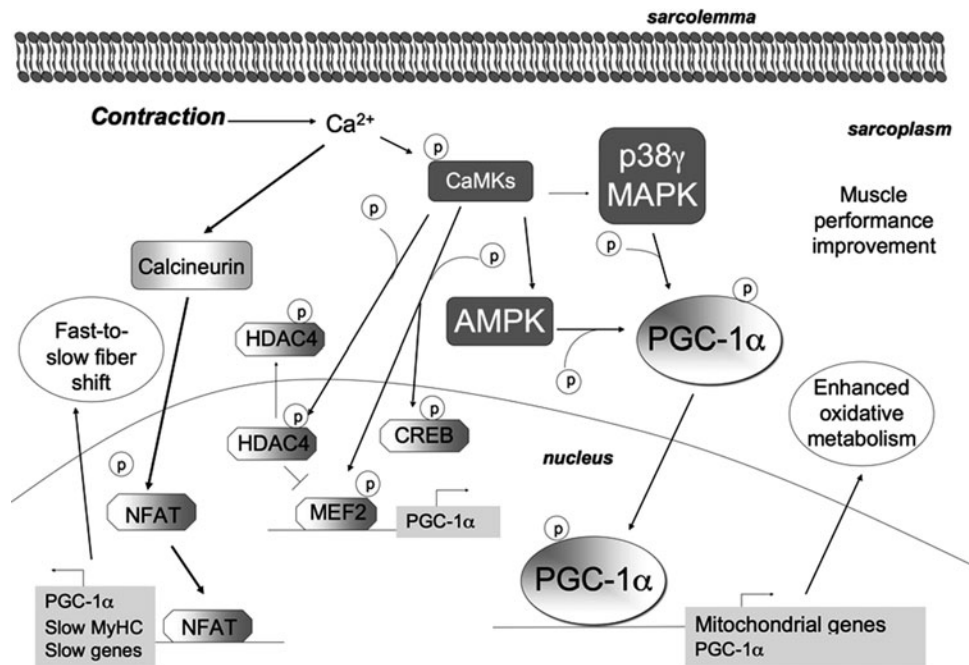 sarcolemma
Contraction
Ca²⁺
sarcoplasm
p
CaMKs
p38γ
MAPK
Muscle
performance
improvement
p
p
p
Calcineurin
p
p
HDAC4
AMPK
PGC-1α
p
Fast-to-
slow fiber
shift
Enhanced
oxidative
metabolism
p
HDAC4
p
CREB
nucleus
p
NFAT
p
MEF2
PGC-1α
p
PGC-1α
PGC-1α
Slow MyHC
Slow genes
NFAT
Mitochondrial genes
PGC-1α